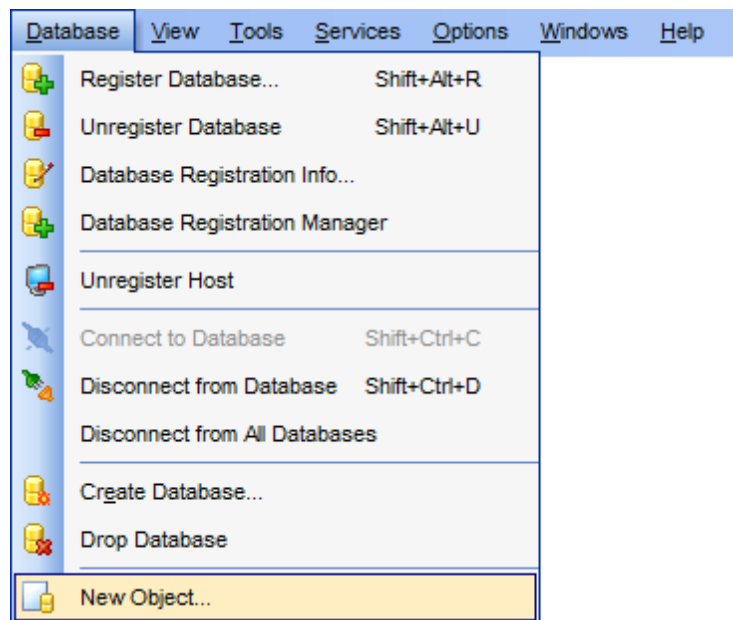 Database View Tools Services Options Windows Help
Register Database... Shift+Alt+R
Unregister Database Shift+Alt+U
Database Registration Info...
Database Registration Manager
Unregister Host
Connect to Database Shift+Ctrl+C
Disconnect from Database Shift+Ctrl+D
Disconnect from All Databases
Create Database...
Drop Database
New Object...